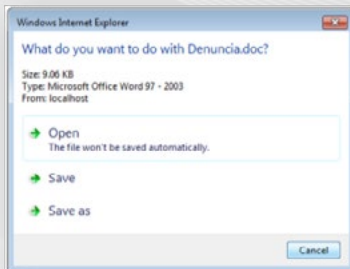 Windows Internet Explorer
What do you want to do with Denuncia.doc?
Size: 9.06 KB
Type: Microsoft Office Word 97 - 2003
From: localhost
Open
The file won't be saved automatically.
Save
Save as
Cancel